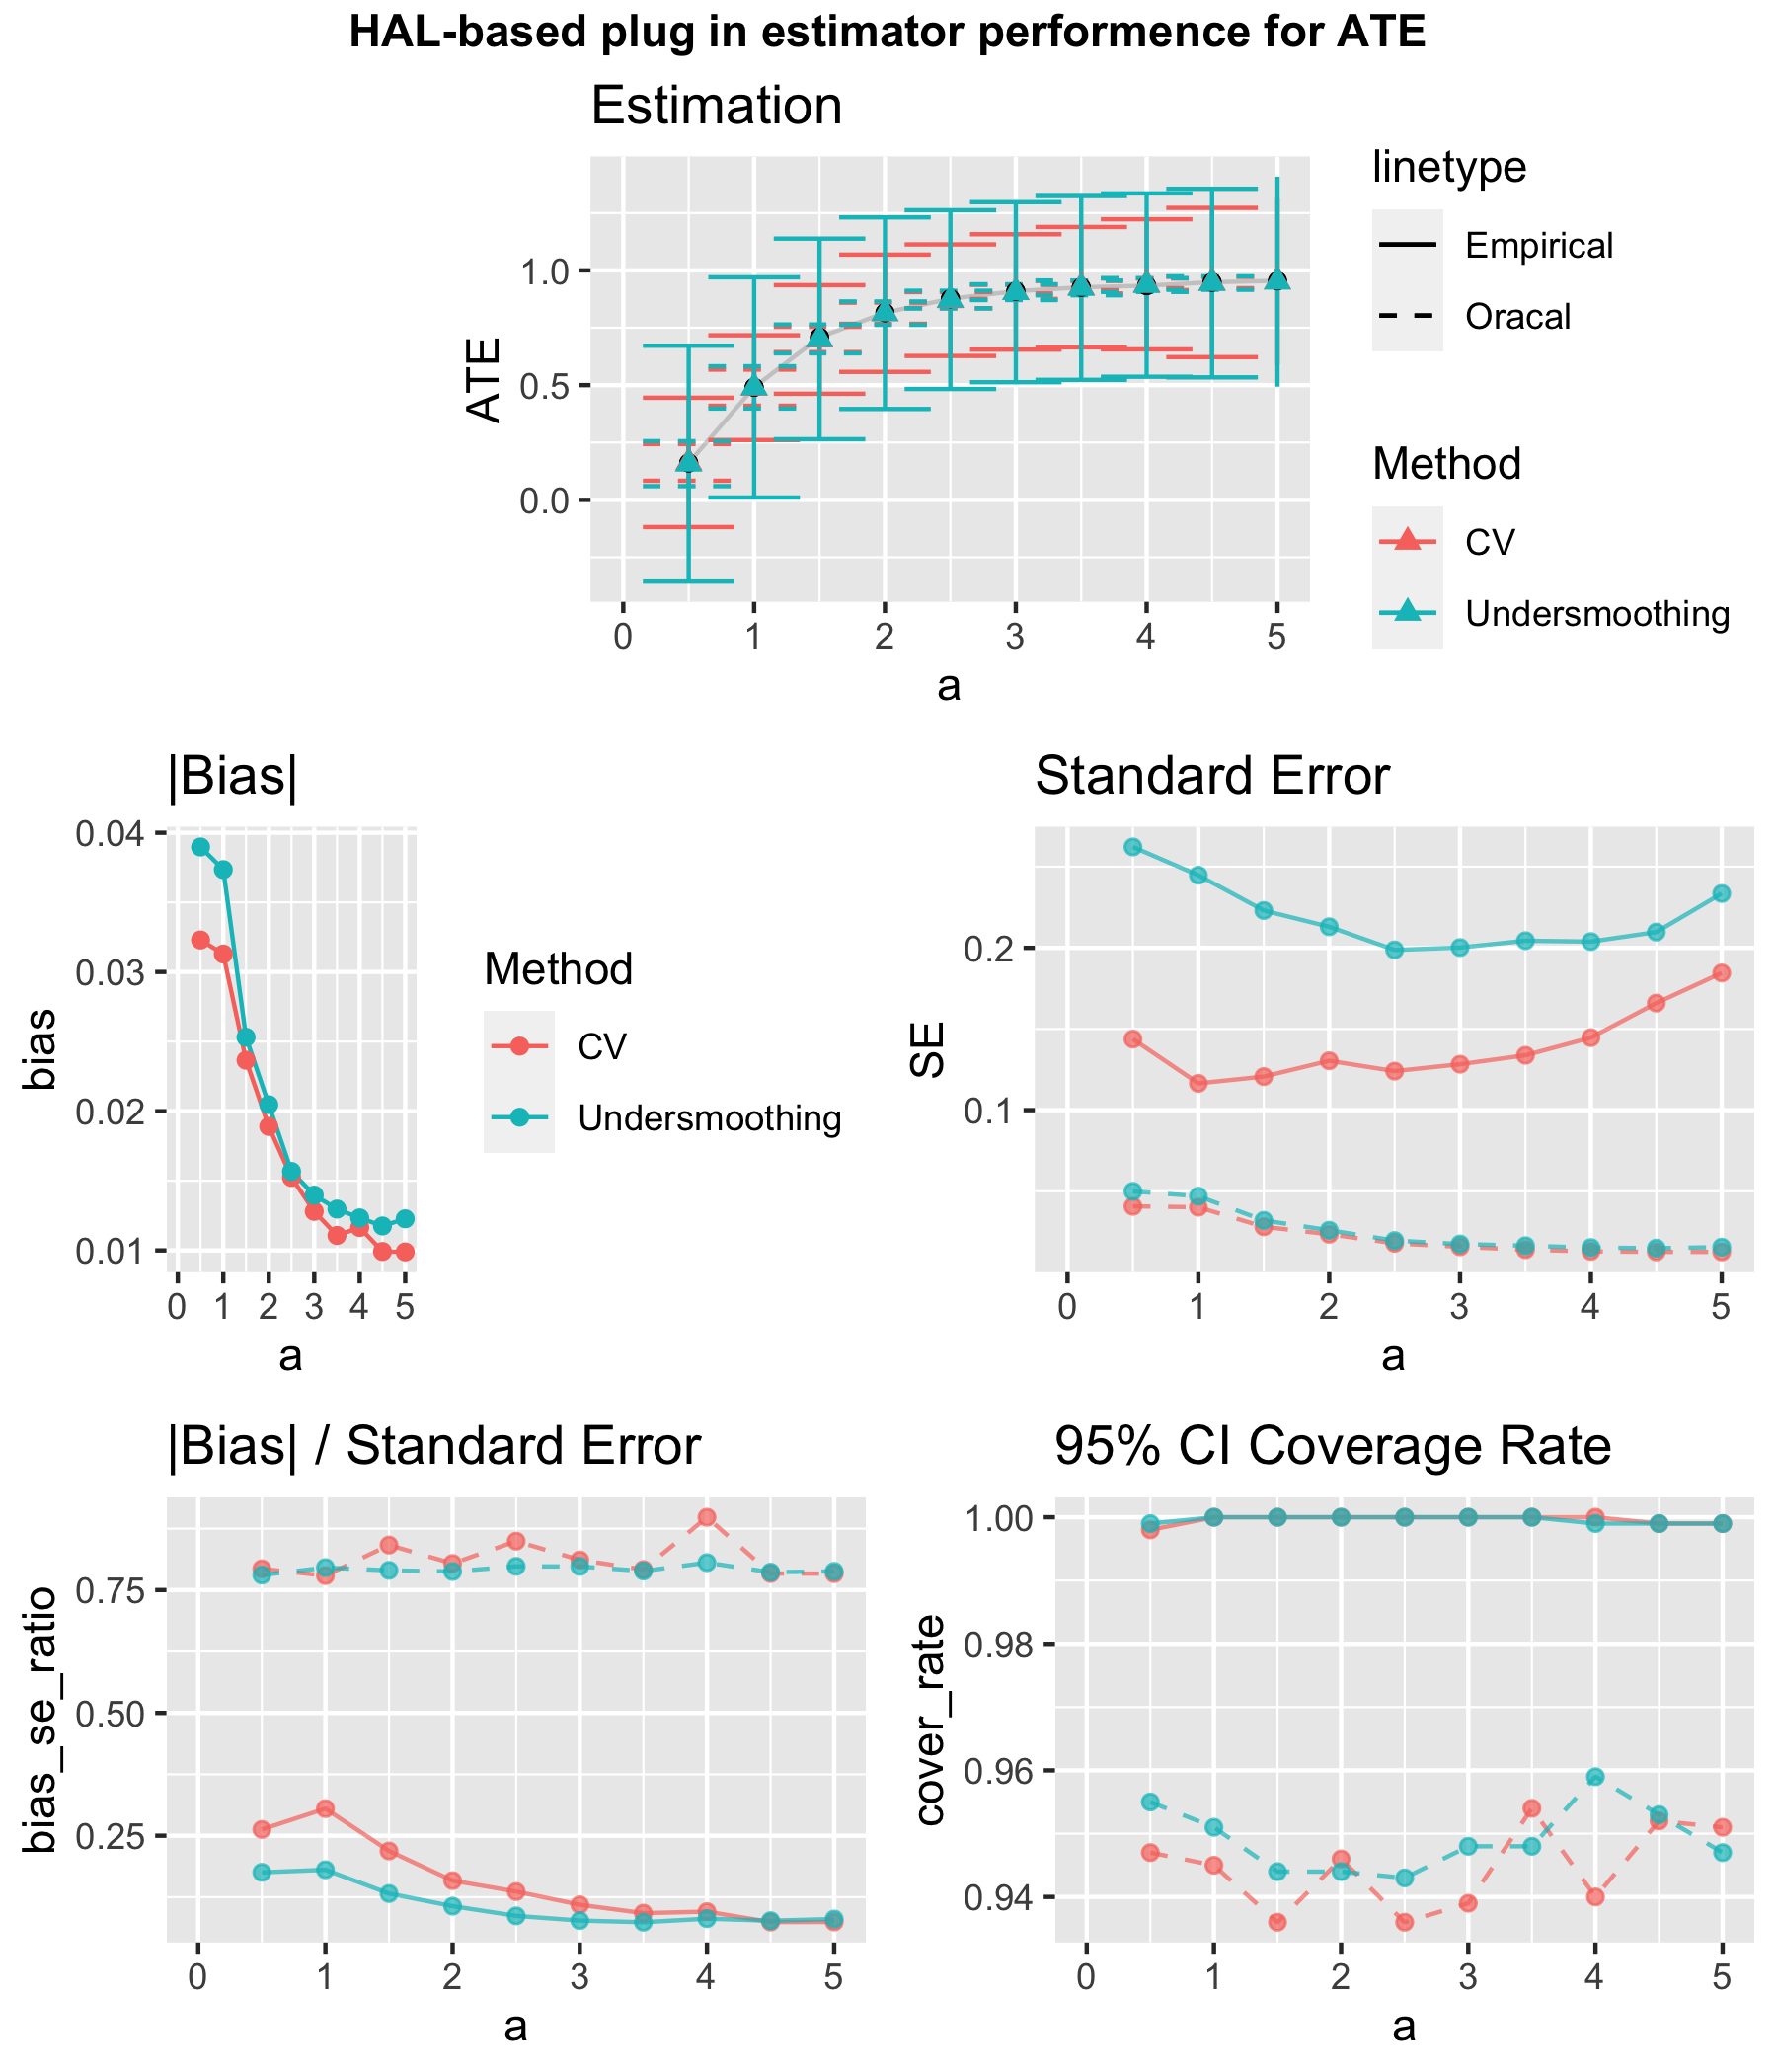 HAL-based plug in estimator performence for ATE
Estimation
ATE
1.0
0.5
0.0
0 1 2 3 4 5
a
linetype
Empirical
Oracal
Method
CV
Undersmoothing
|Bias|
bias
0.04
0.03
0.02
0.01
0 1 2 3 4 5
a
Method
CV
Undersmoothing
Standard Error
SE
0.2
0.1
0 1 2 3 4 5
a
|Bias| / Standard Error
bias_se_ratio
0.75
0.50
0.25
0 1 2 3 4 5
a
95% CI Coverage Rate
cover_rate
1.00
0.98
0.96
0.94
0 1 2 3 4 5
a